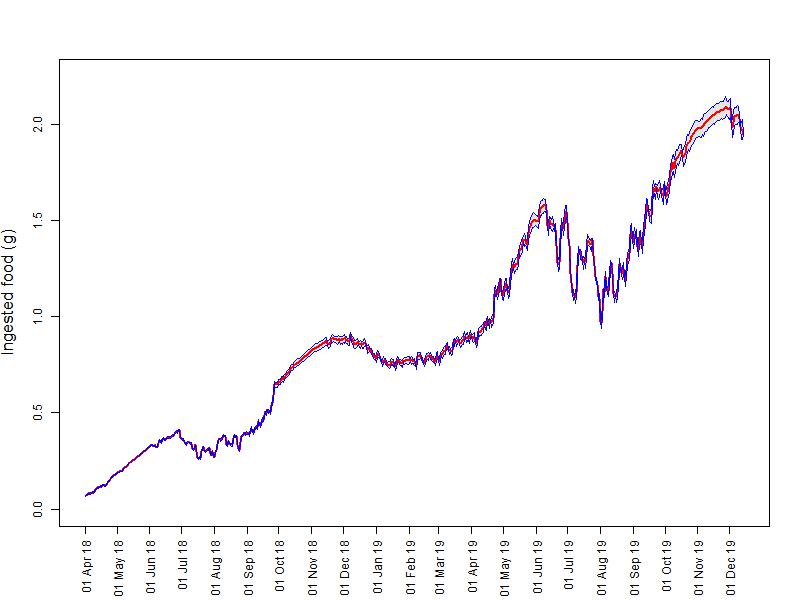 Ingested food (g)
2.0
1.5
1.0
0.5
0.0
01 Apr 18
01 May 18
01 Jun 18
01 Jul 18
01 Aug 18
01 Sep 18
01 Oct 18
01 Nov 18
01 Dec 18
01 Jan 19
01 Feb 19
01 Mar 19
01 Apr 19
01 May 19
01 Jun 19
01 Jul 19
01 Aug 19
01 Sep 19
01 Oct 19
01 Nov 19
01 Dec 19